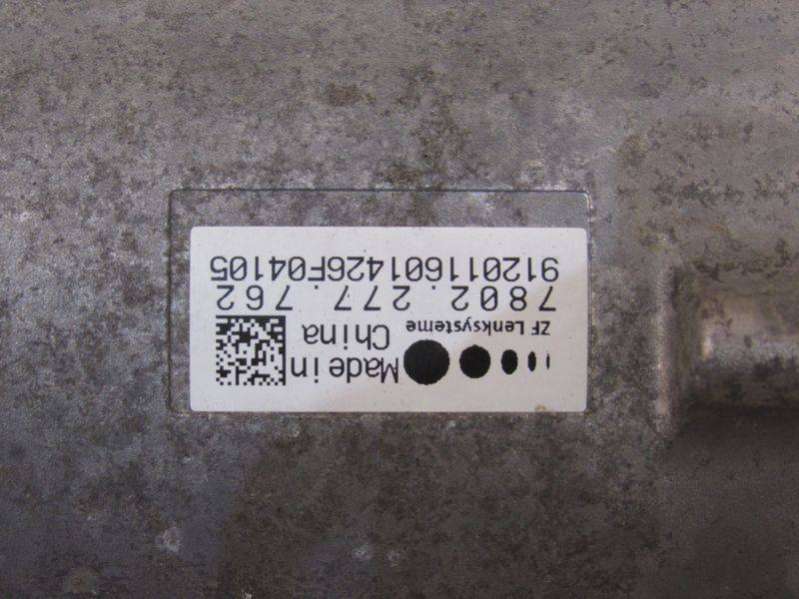 Made in
China
ZF Lenksysteme
7802.277.762
912011601426F04105